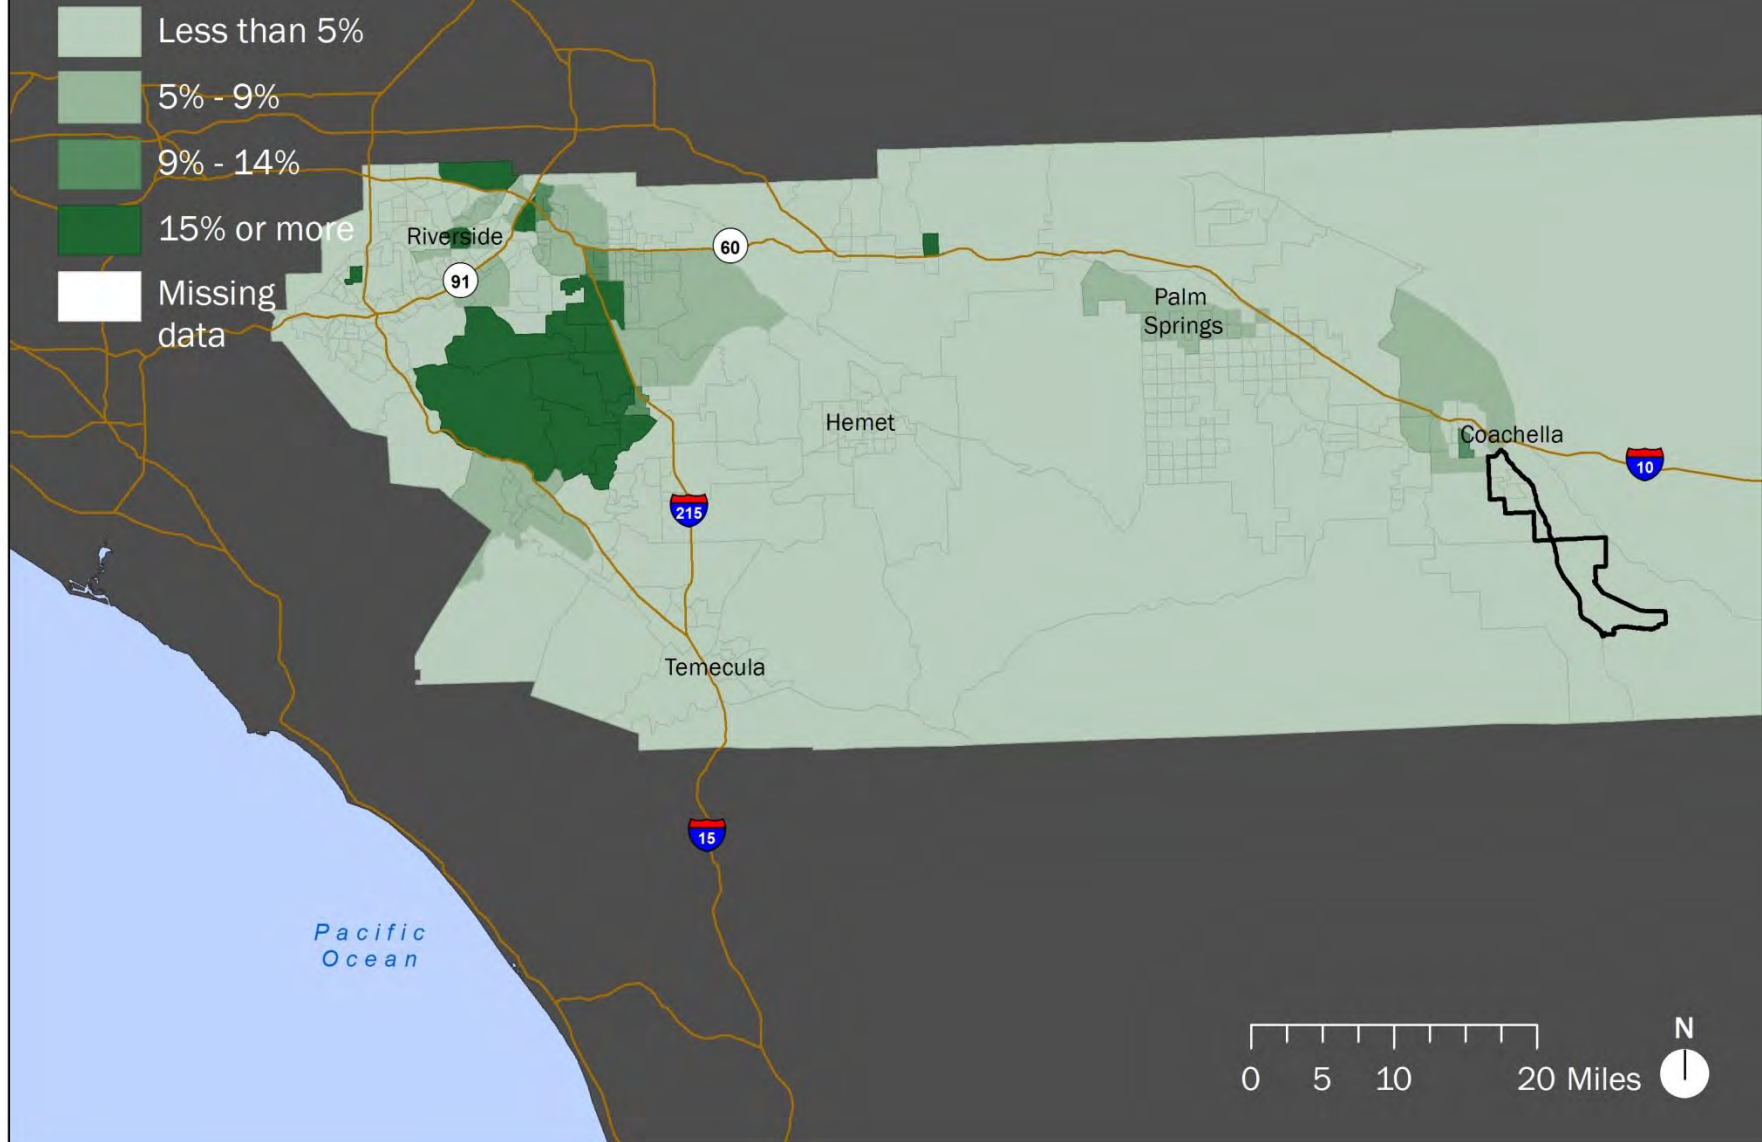 Less than 5%
5% - 9%
9% - 14%
15% or more
Missing
data
Riverside
60
91
Palm
Springs
Hemet
Coachella
10
215
Temecula
15
Pacific
Ocean
N
0 5 10 20 Miles